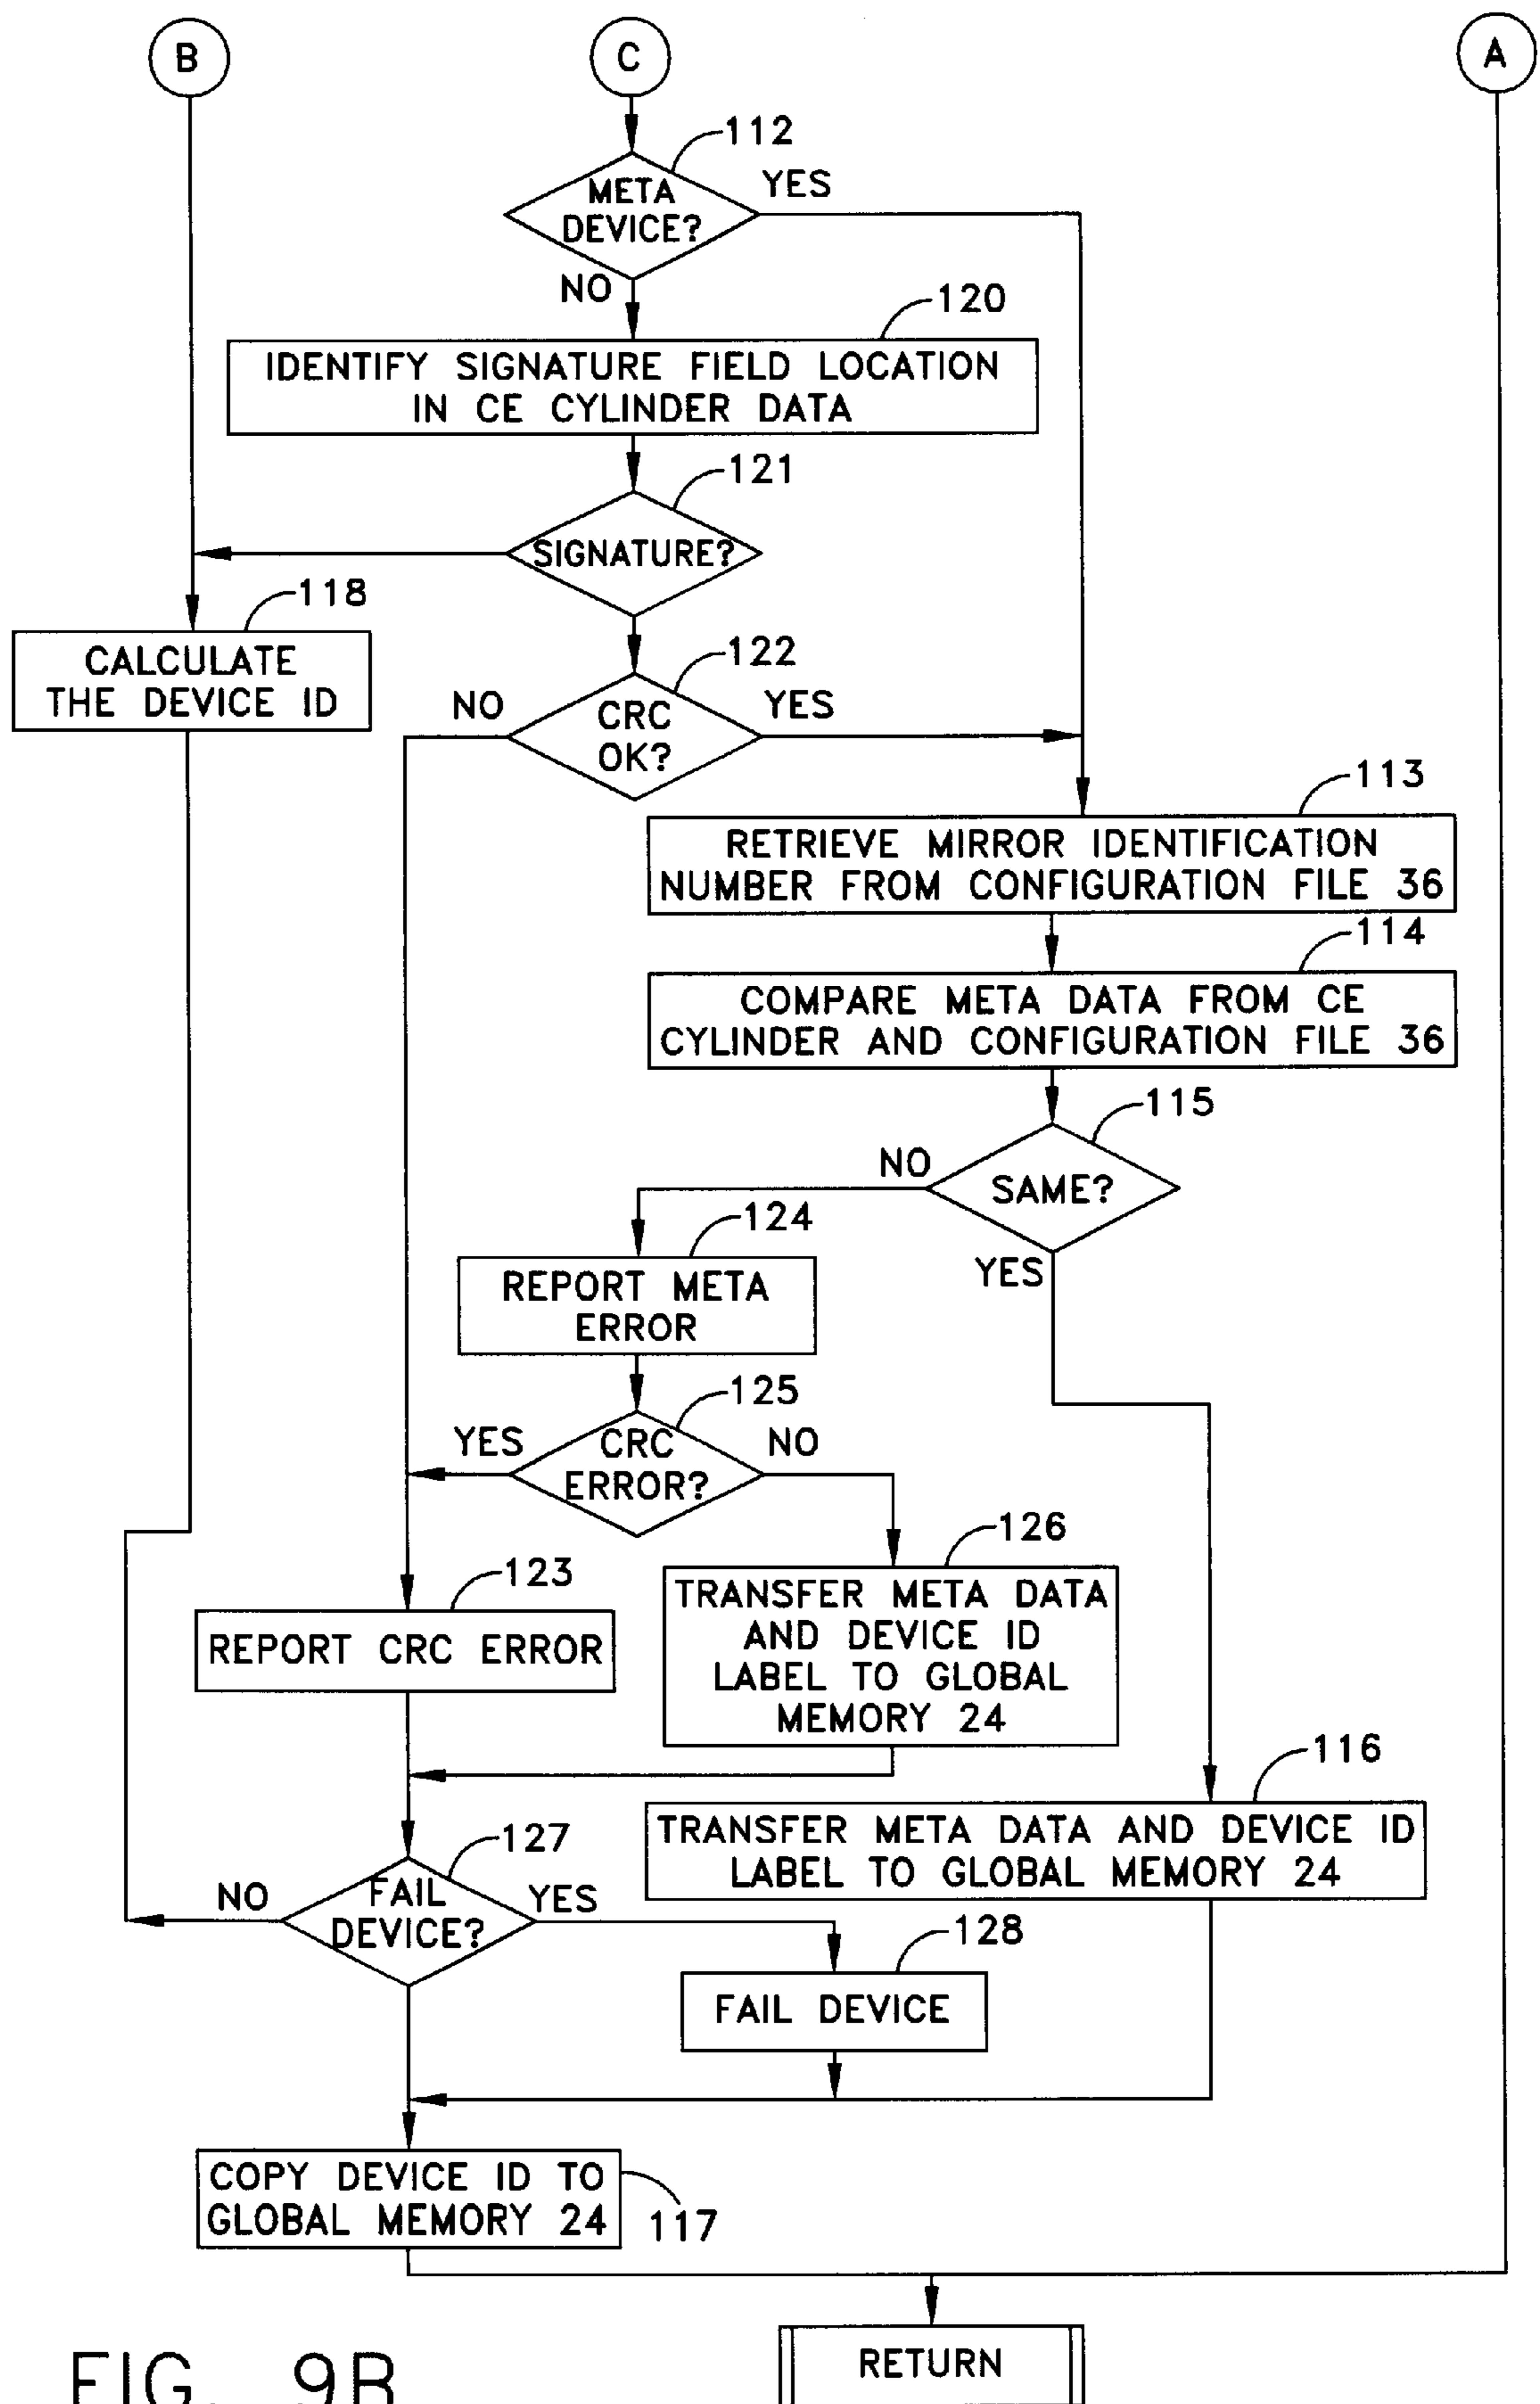 B
C
A
112
META
DEVICE?
YES
NO
120
IDENTIFY SIGNATURE FIELD LOCATION
IN CE CYLINDER DATA
121
SIGNATURE?
118
CALCULATE
THE DEVICE ID
122
NO
CRC
OK?
YES
113
RETRIEVE MIRROR IDENTIFICATION
NUMBER FROM CONFIGURATION FILE 36
114
COMPARE META DATA FROM CE
CYLINDER AND CONFIGURATION FILE 36
115
NO
SAME?
YES
124
REPORT META
ERROR
125
YES
CRC
ERROR?
NO
126
TRANSFER META DATA
AND DEVICE ID
LABEL TO GLOBAL
MEMORY 24
123
REPORT CRC ERROR
116
TRANSFER META DATA AND DEVICE ID
LABEL TO GLOBAL MEMORY 24
127
NO
FAIL
DEVICE?
YES
128
FAIL DEVICE
COPY DEVICE ID TO
GLOBAL MEMORY 24
117
RETURN
FIG. 9B